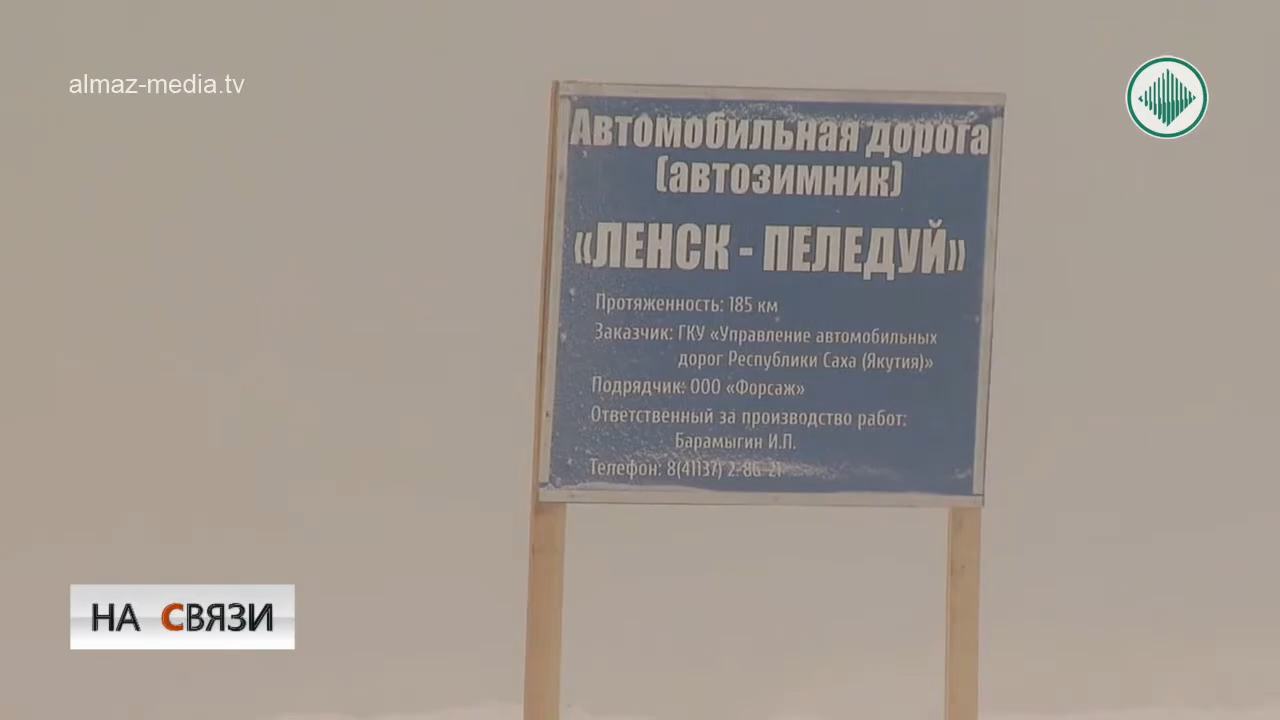 almaz-media.tv
Автомобильная дорога
(автозимник)
«ЛЕНСК - ПЕЛЕДУЙ»
Протяженность: 185 км
Заказчик: ГКУ «Управление автомобильных
дорог Республики Саха (Якутия)»
Подрядчик: ООО «Форсаж»
Ответственный за производство работ:
Барамыгин И.П.
Телефон: 8(41137) 2-86-21
НА СВЯЗИ